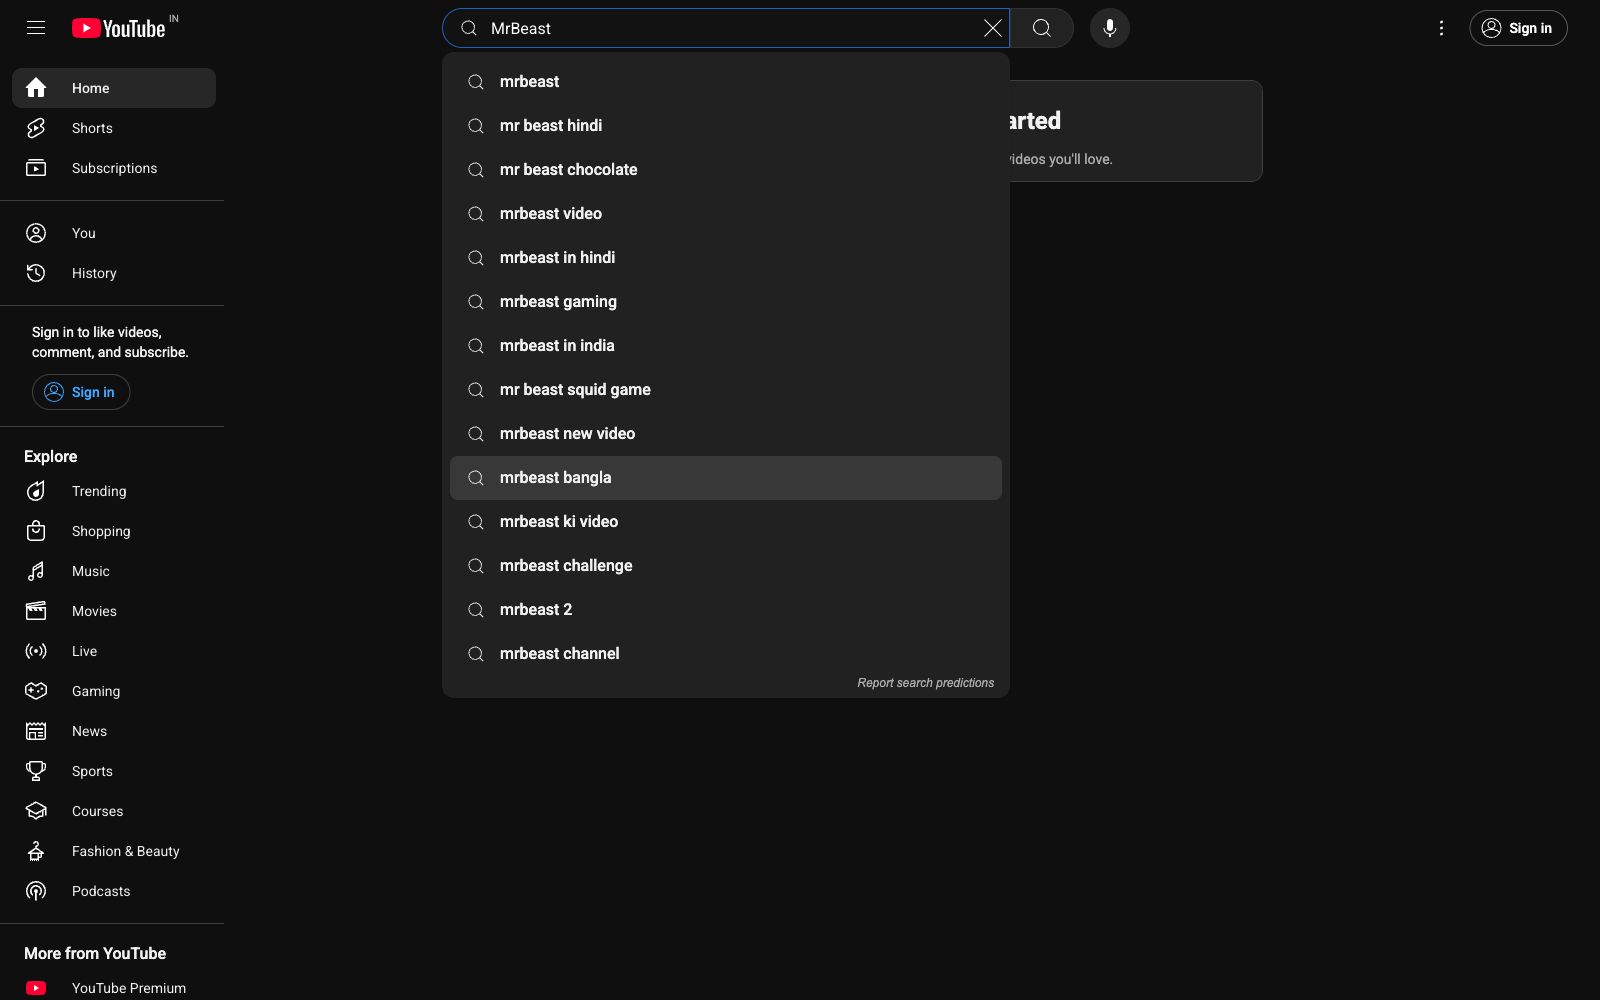 YouTube IN
MrBeast
Sign in
Home
Shorts
Subscriptions
You
History
Sign in to like videos,
comment, and subscribe.
Sign in
Explore
Trending
Shopping
Music
Movies
Live
Gaming
News
Sports
Courses
Fashion & Beauty
Podcasts
More from YouTube
YouTube Premium
mrbeast
mr beast hindi
mr beast chocolate
mrbeast video
mrbeast in hindi
mrbeast gaming
mrbeast in india
mr beast squid game
mrbeast new video
mrbeast bangla
mrbeast ki video
mrbeast challenge
mrbeast 2
mrbeast channel
Report search predictions
arted
videos you'll love.